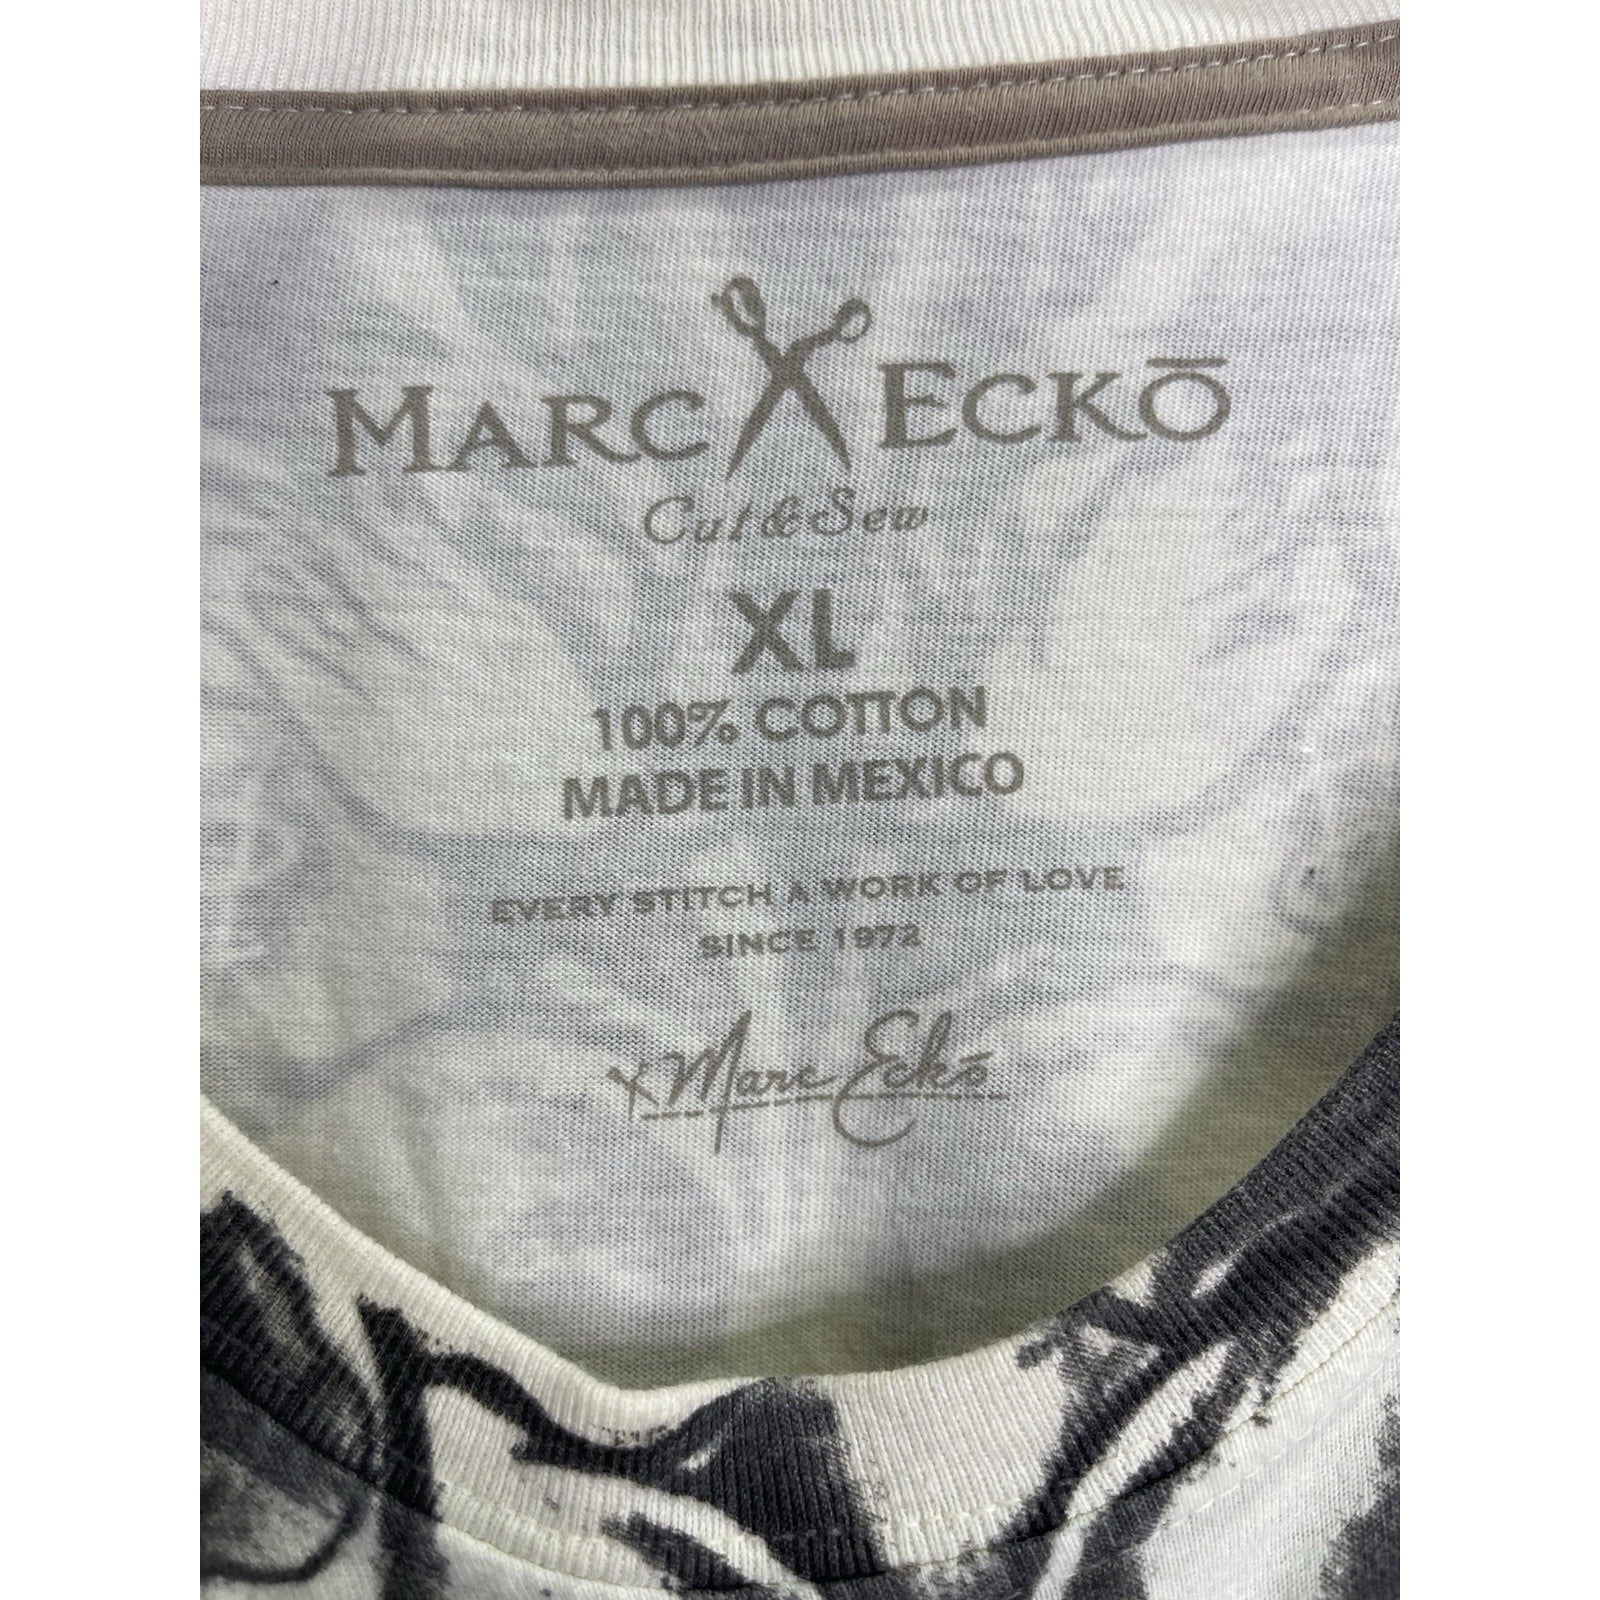 MARC ECKŌ
Cut & Sew
XL
100% COTTON
MADE IN MEXICO
EVERY STITCH A WORK OF LOVE
SINCE 1972
Marc Eckō